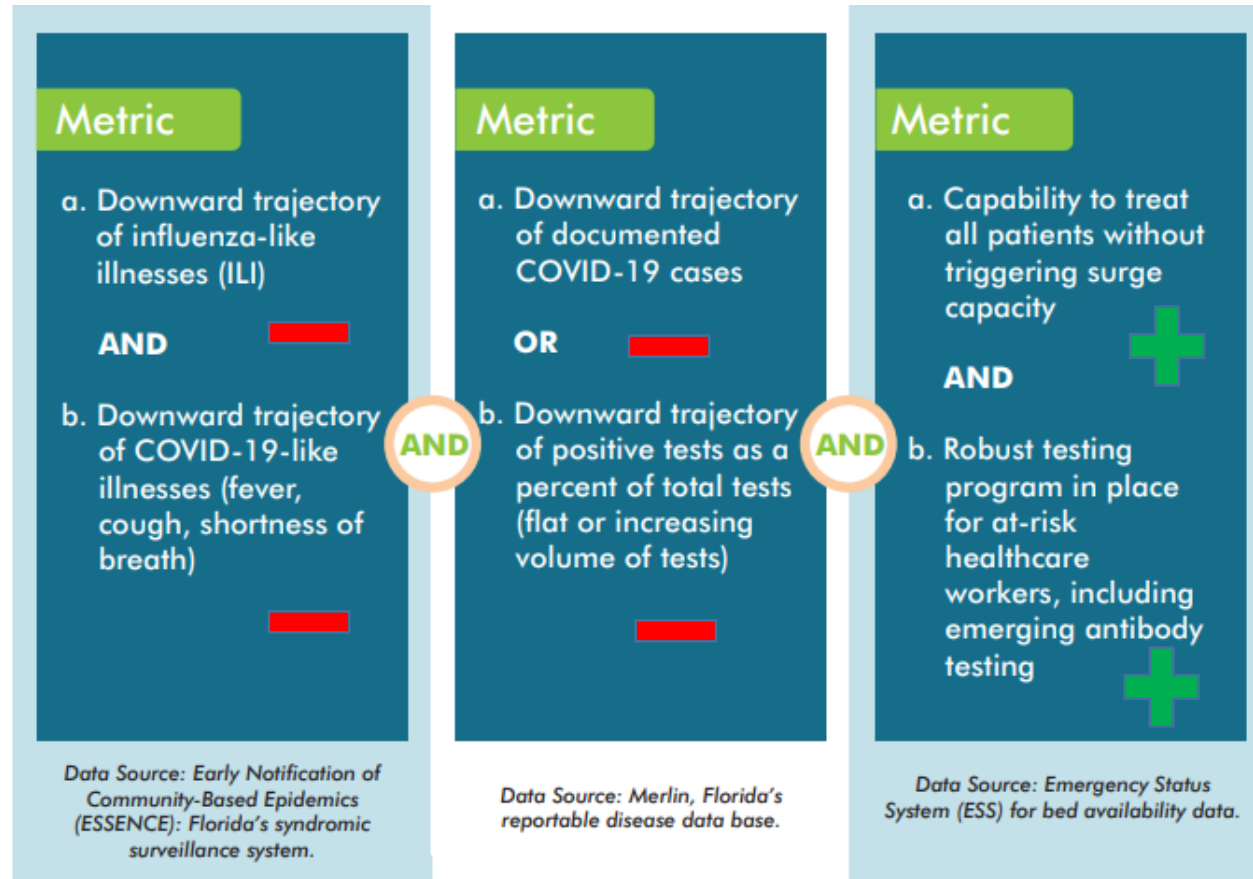 Metric
a. Downward trajectory
of influenza-like
illnesses (ILI)
AND
b. Downward trajectory
of COVID-19-like
illnesses (fever,
cough, shortness of
breath)
Data Source: Early Notification of
Community-Based Epidemics
(ESSENCE): Florida's syndromic
surveillance system.
AND
Metric
a. Downward trajectory
of documented
COVID-19 cases
OR
b. Downward trajectory
of positive tests as a
percent of total tests
(flat or increasing
volume of tests)
Data Source: Merlin, Florida's
reportable disease data base.
AND
Metric
a. Capability to treat
all patients without
triggering surge
capacity
AND
b. Robust testing
program in place
for at-risk
healthcare
workers, including
emerging antibody
testing
Data Source: Emergency Status
System (ESS) for bed availability data.